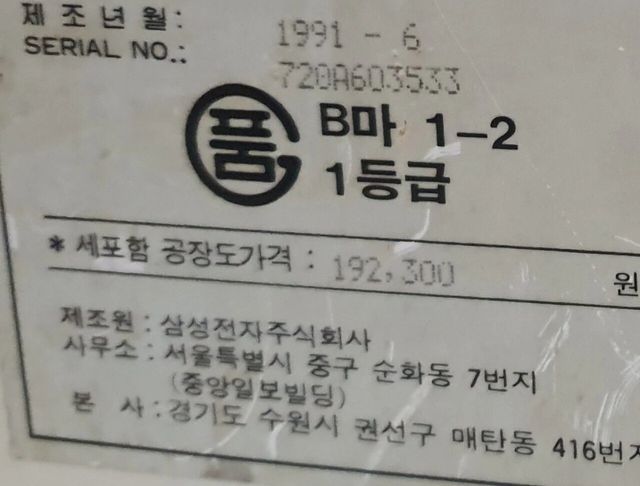 제조년월: 1991 - 6
SERIAL NO.: 720A603533
품 B마 1-2
1등급
* 세포함 공장도가격 : 192,300 원
제조원 : 삼성전자주식회사
사무소 : 서울특별시 중구 순화동 7번지
(중앙일보빌딩)
본 사 : 경기도 수원시 권선구 매탄동 416번지